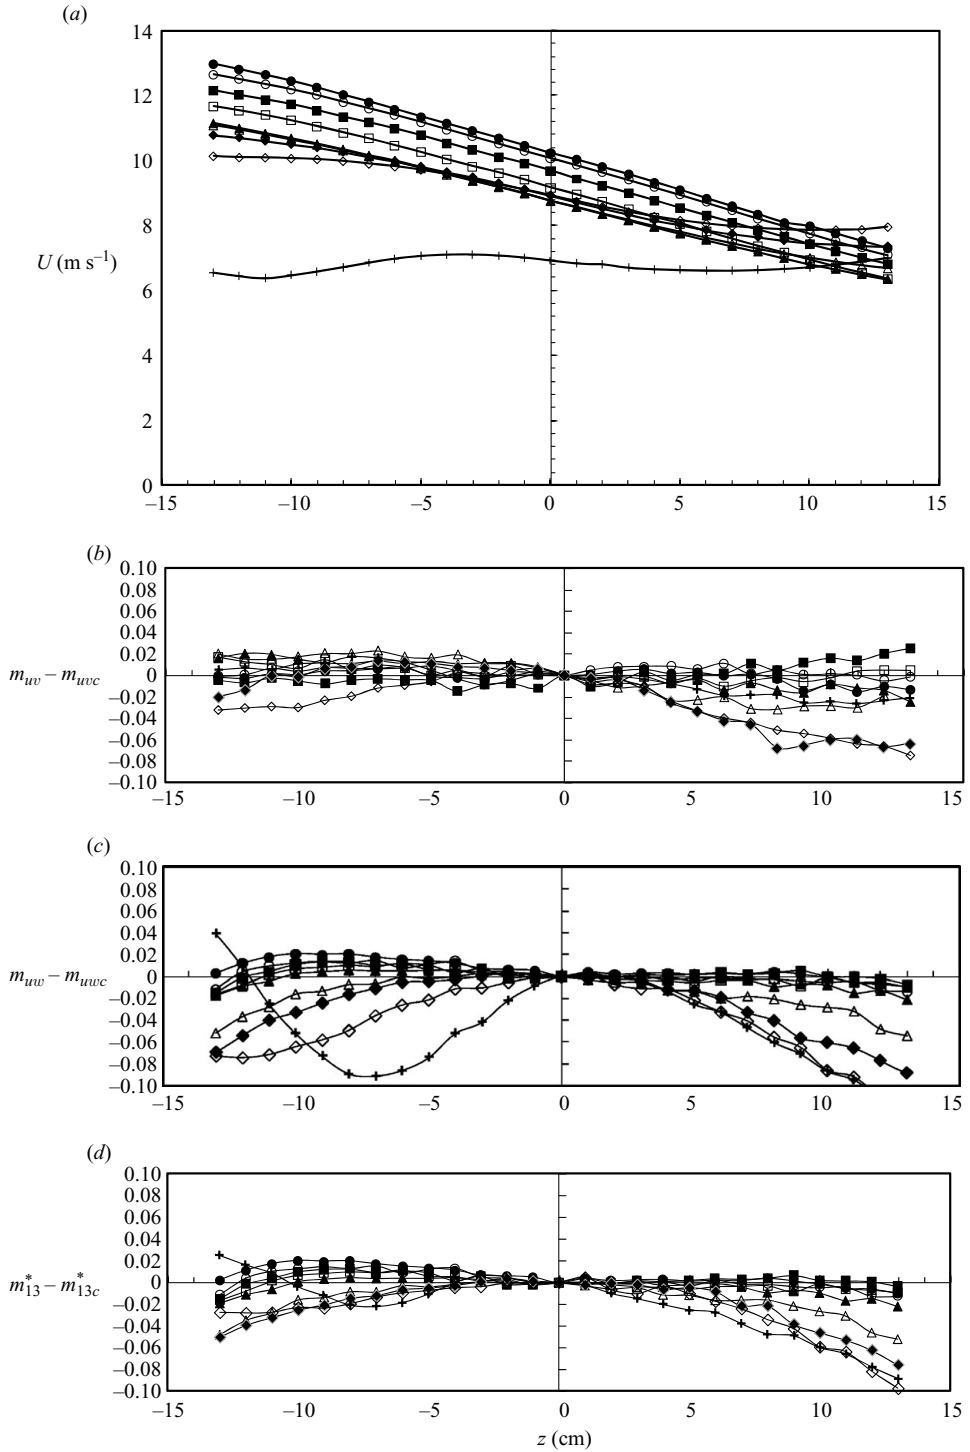 (a)
14
12
10
8
U (m s⁻¹)
6
4
2
0
–15 –10 –5 0 5 10 15
(b)
0.10
0.08
0.06
0.04
0.02
m_uv – m_uvc 0
–0.02
–0.04
–0.06
–0.08
–0.10
–15 –10 –5 0 5 10 15
(c)
0.10
0.08
0.06
0.04
0.02
m_uw – m_uwc 0
–0.02
–0.04
–0.06
–0.08
–0.10
–15 –10 –5 0 5 10 15
(d)
0.10
0.08
0.06
0.04
0.02
m*_13 – m*_13c 0
–0.02
–0.04
–0.06
–0.08
–0.10
–15 –10 –5 0 5 10 15
z (cm)